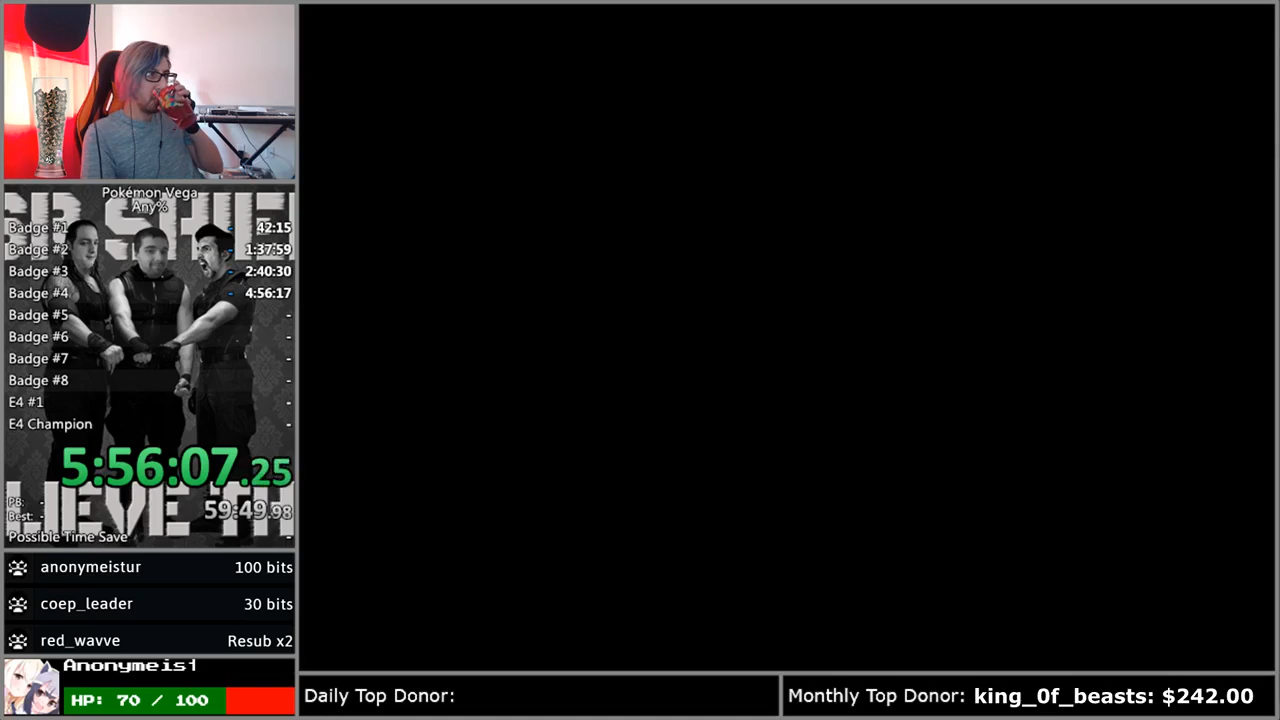 Pokémon Vega
Any%
Badge #1 - 42:15
Badge #2 - 1:37:59
Badge #3 - 2:40:30
Badge #4 - 4:56:17
Badge #5 -
Badge #6 -
Badge #7 -
Badge #8 -
E4 #1 -
E4 Champion -
5:56:07.25
PB: -
Best: -
59:49.98
LIEVE TH
Possible Time Save -
anonymeistur 100 bits
coep_leader 30 bits
red_wavve Resub x2
Anonymeist
HP: 70 / 100
Daily Top Donor:
Monthly Top Donor: king_0f_beasts: $242.00